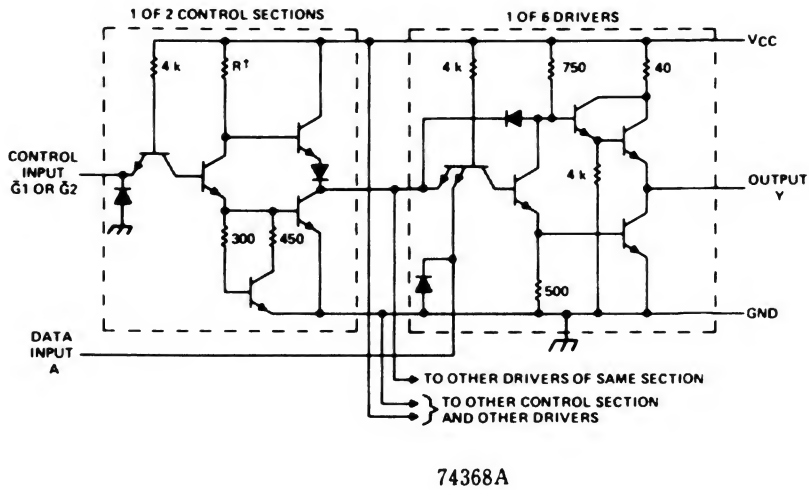 1 OF 2 CONTROL SECTIONS
1 OF 6 DRIVERS
VCC
4 k
R†
4 k
750
40
CONTROL
INPUT
Ḡ1 OR Ḡ2
4 k
OUTPUT
Y
300
450
500
GND
DATA
INPUT
A
TO OTHER DRIVERS OF SAME SECTION
TO OTHER CONTROL SECTION
AND OTHER DRIVERS
74368A